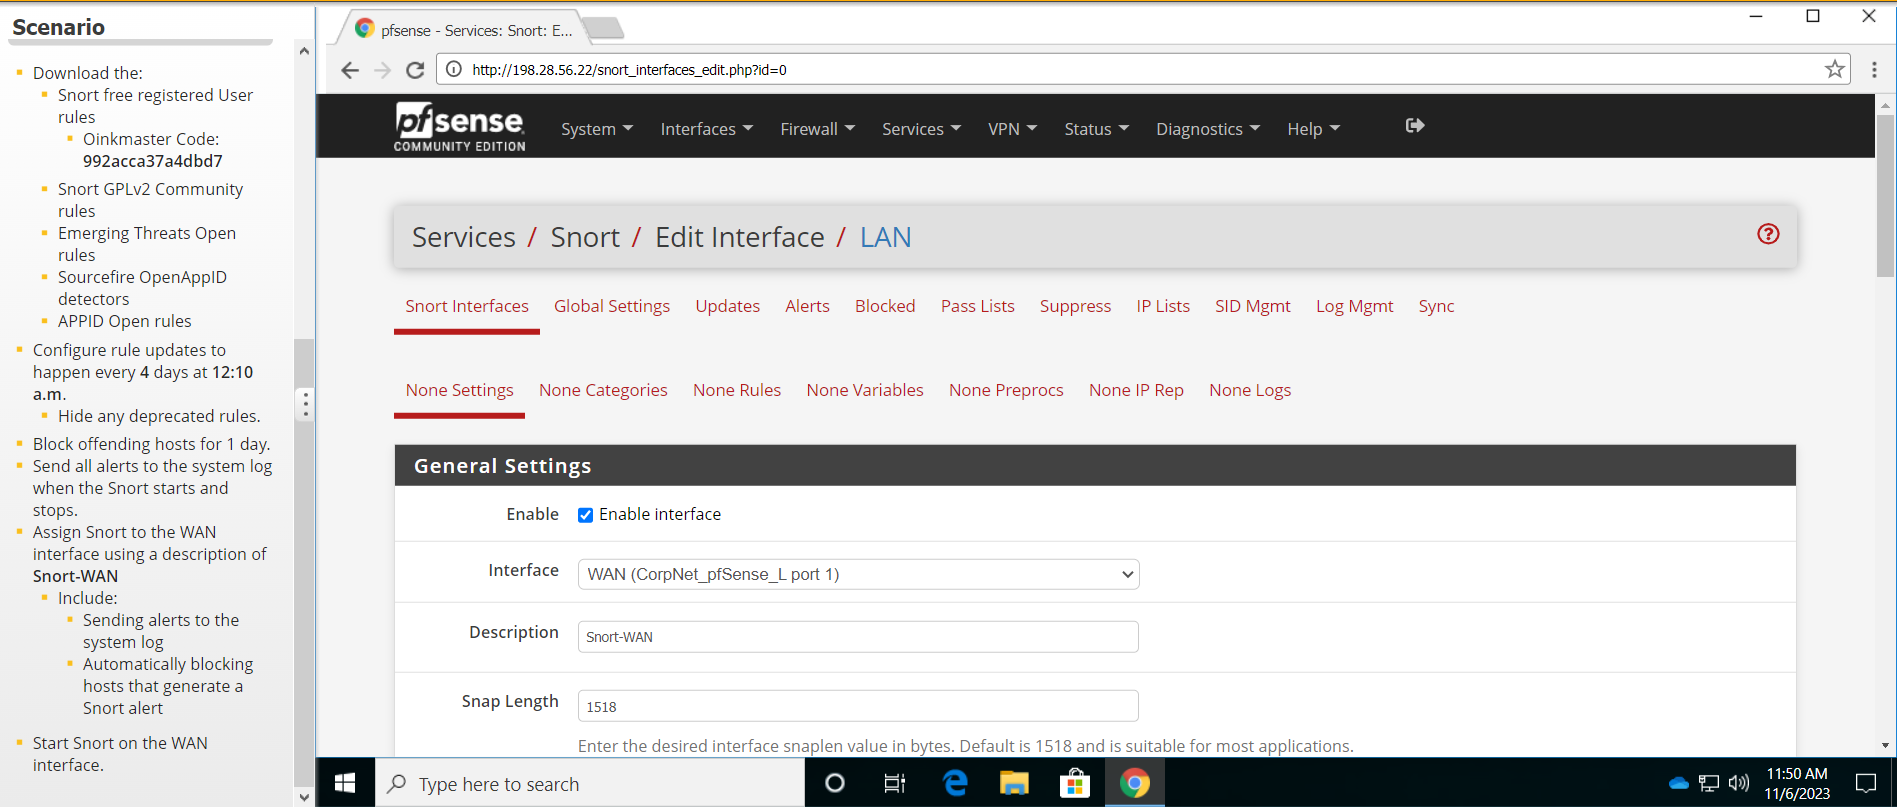 Scenario
Download the:
Snort free registered User
rules
Oinkmaster Code:
992acca37a4dbd7
Snort GPLv2 Community
rules
Emerging Threats Open
rules
Sourcefire OpenAppID
detectors
APPID Open rules
Configure rule updates to
happen every 4 days at 12:10
a.m.
Hide any deprecated rules.
Block offending hosts for 1 day.
Send all alerts to the system log
when the Snort starts and
stops.
Assign Snort to the WAN
interface using a description of
Snort-WAN
Include:
Sending alerts to the
system log
Automatically blocking
hosts that generate a
Snort alert
Start Snort on the WAN
interface.
pfsense - Services: Snort: E...
http://198.28.56.22/snort_interfaces_edit.php?id=0
pfsense
COMMUNITY EDITION
System Interfaces Firewall Services VPN Status Diagnostics Help
Services / Snort / Edit Interface / LAN
Snort Interfaces Global Settings Updates Alerts Blocked Pass Lists Suppress IP Lists SID Mgmt Log Mgmt Sync
None Settings None Categories None Rules None Variables None Preprocs None IP Rep None Logs
General Settings
Enable Enable interface
Interface WAN (CorpNet_pfSense_L port 1)
Description Snort-WAN
Snap Length 1518
Enter the desired interface snaplen value in bytes. Default is 1518 and is suitable for most applications.
Type here to search
11:50 AM
11/6/2023